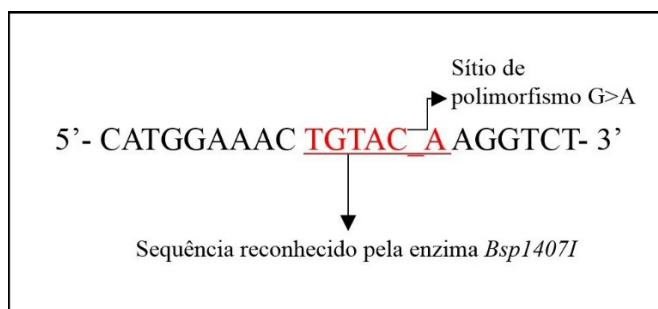 Sítio de
polimorfismo G>A
5’- CATGGAAAC TGTAC_A AGGTCT- 3’
Sequência reconhecido pela enzima Bsp1407I